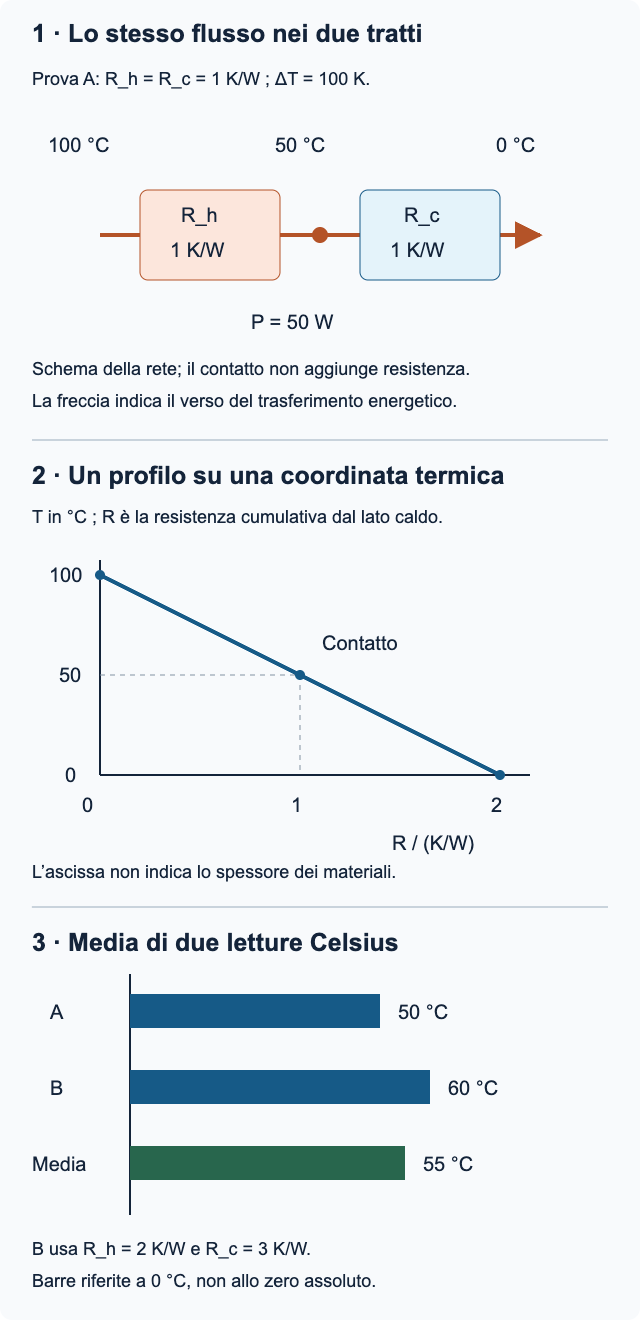 1 · Lo stesso flusso nei due tratti
Prova A: R_h = R_c = 1 K/W ; ΔT = 100 K.
100 °C 50 °C 0 °C
R_h R_c
1 K/W 1 K/W
P = 50 W
Schema della rete; il contatto non aggiunge resistenza.
La freccia indica il verso del trasferimento energetico.
2 · Un profilo su una coordinata termica
T in °C ; R è la resistenza cumulativa dal lato caldo.
100
Contatto
50
0
0 1 2
R / (K/W)
L’ascissa non indica lo spessore dei materiali.
3 · Media di due letture Celsius
A 50 °C
B 60 °C
Media 55 °C
B usa R_h = 2 K/W e R_c = 3 K/W.
Barre riferite a 0 °C, non allo zero assoluto.